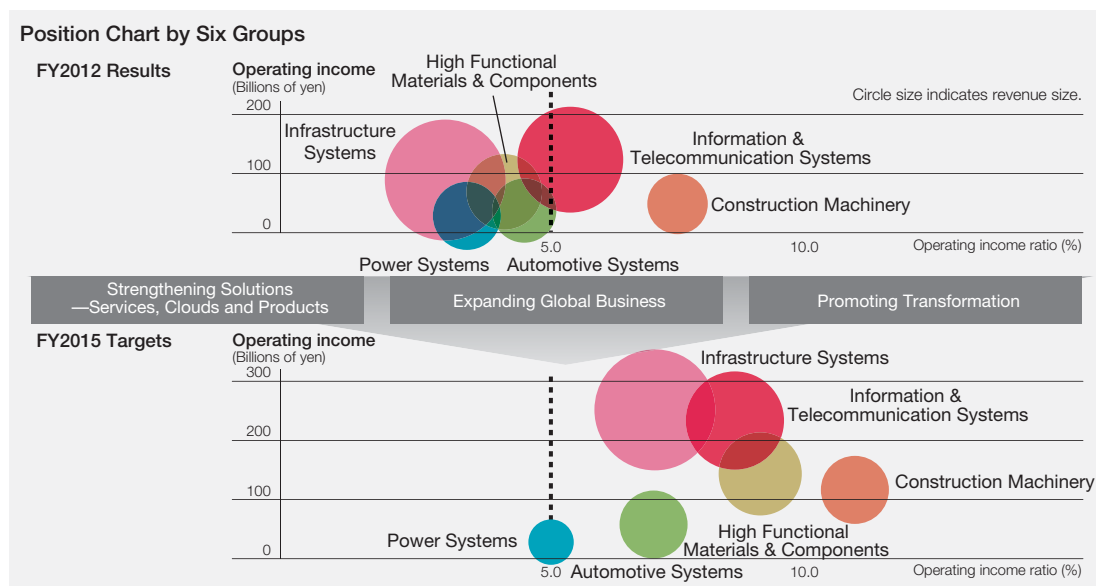 Position Chart by Six Groups
FY2012 Results
Operating income
(Billions of yen)
High Functional
Materials & Components
Circle size indicates revenue size.
200
Infrastructure
Systems
Information &
Telecommunication Systems
100
Construction Machinery
0
5.0
10.0
Operating income ratio (%)
Power Systems
Automotive Systems
Strengthening Solutions
—Services, Clouds and Products
Expanding Global Business
Promoting Transformation
FY2015 Targets
Operating income
(Billions of yen)
Infrastructure Systems
300
Information &
Telecommunication Systems
200
Construction Machinery
100
Power Systems
High Functional
Materials & Components
0
5.0
Automotive Systems
10.0
Operating income ratio (%)